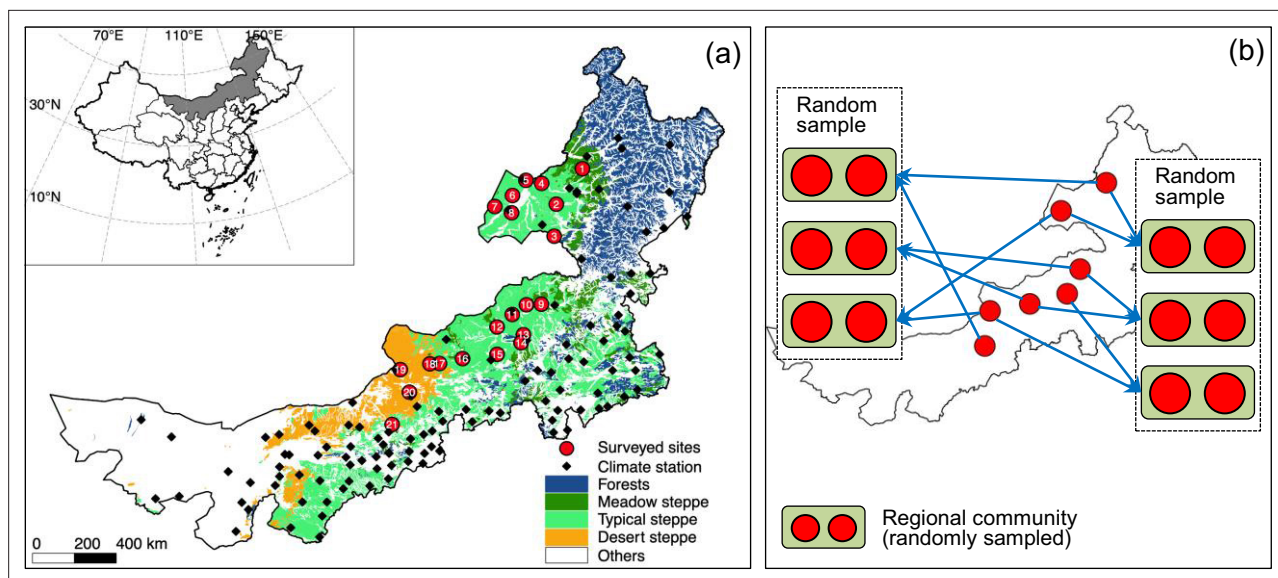 70°E 110°E 150°E
30°N
10°N
(a)
1
5 4
6
7 2
8
3
10 9
11
12
13
14
15
16
18 17
19
20
21
Surveyed sites
Climate station
Forests
Meadow steppe
Typical steppe
Desert steppe
Others
0 200 400 km
(b)
Random
sample
Random
sample
Regional community
(randomly sampled)